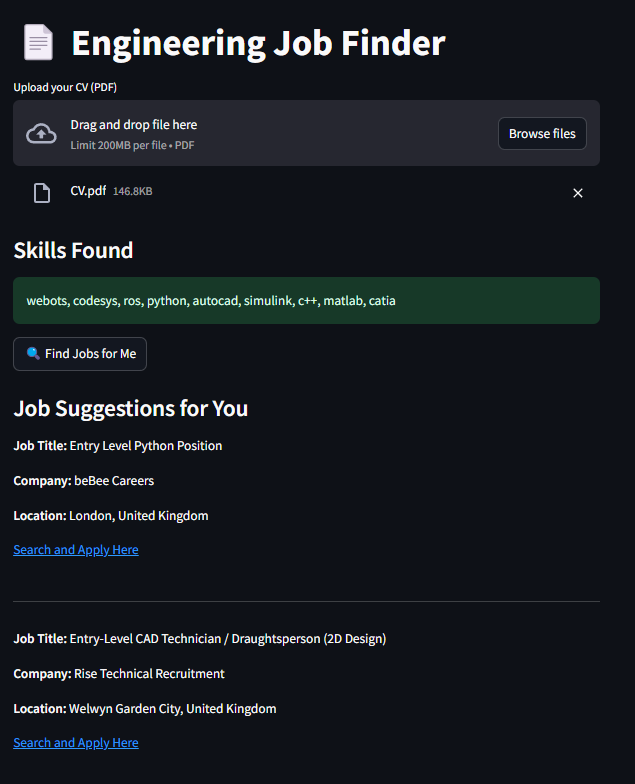 Engineering Job Finder
Upload your CV (PDF)
Drag and drop file here
Limit 200MB per file • PDF
Browse files
CV.pdf 146.8KB
Skills Found
webots, codesys, ros, python, autocad, simulink, c++, matlab, catia
Find Jobs for Me
Job Suggestions for You
Job Title: Entry Level Python Position
Company: beBee Careers
Location: London, United Kingdom
Search and Apply Here
Job Title: Entry-Level CAD Technician / Draughtsperson (2D Design)
Company: Rise Technical Recruitment
Location: Welwyn Garden City, United Kingdom
Search and Apply Here